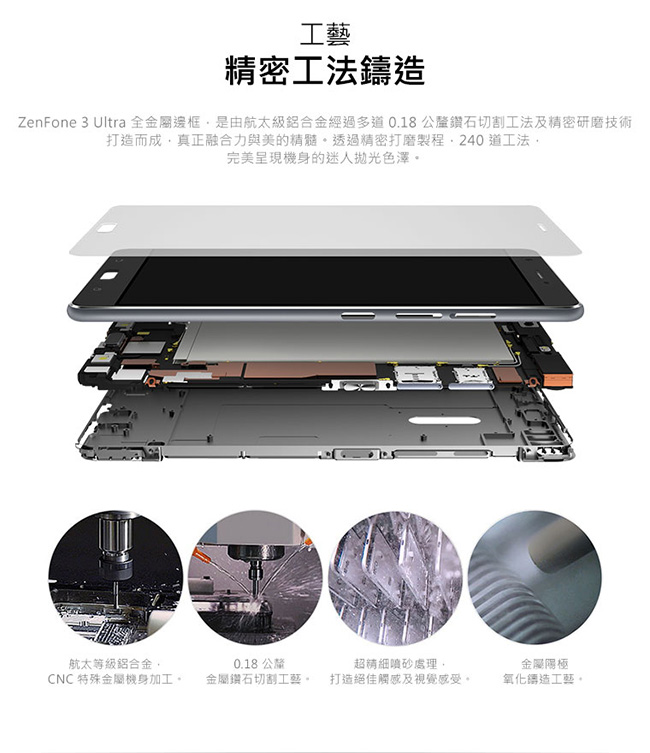 工藝
精密工法鑄造
ZenFone 3 Ultra 全金屬邊框，是由航太級鋁合金經過多道 0.18 公釐鑽石切割工法及精密研磨技術
打造而成，真正融合力與美的精髓。透過精密打磨製程，240 道工法，
完美呈現機身的迷人拋光色澤。
航太等級鋁合金，
CNC 特殊金屬機身加工。
0.18 公釐
金屬鑽石切割工藝。
超精細噴砂處理，
打造絕佳觸感及視覺感受。
金屬陽極
氧化鑄造工藝。